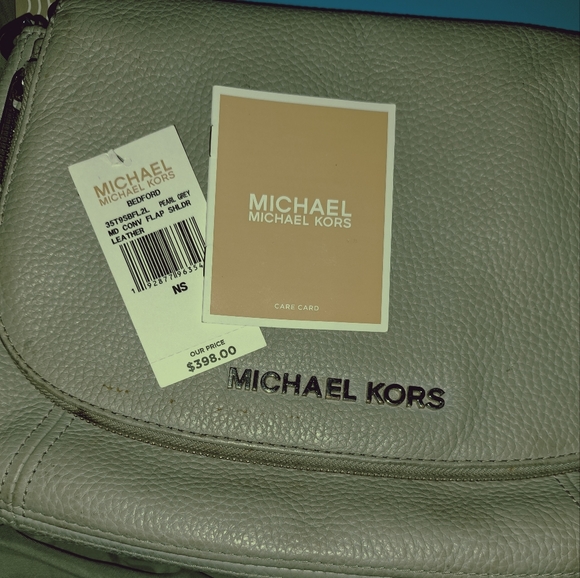 MICHAEL
MICHAEL KORS
BEDFORD
35T9SBFL2L PEARL GREY
MD CONV FLAP SHLDR
LEATHER
NS
OUR PRICE
$398.00
MICHAEL
MICHAEL KORS
CARE CARD
MICHAEL KORS